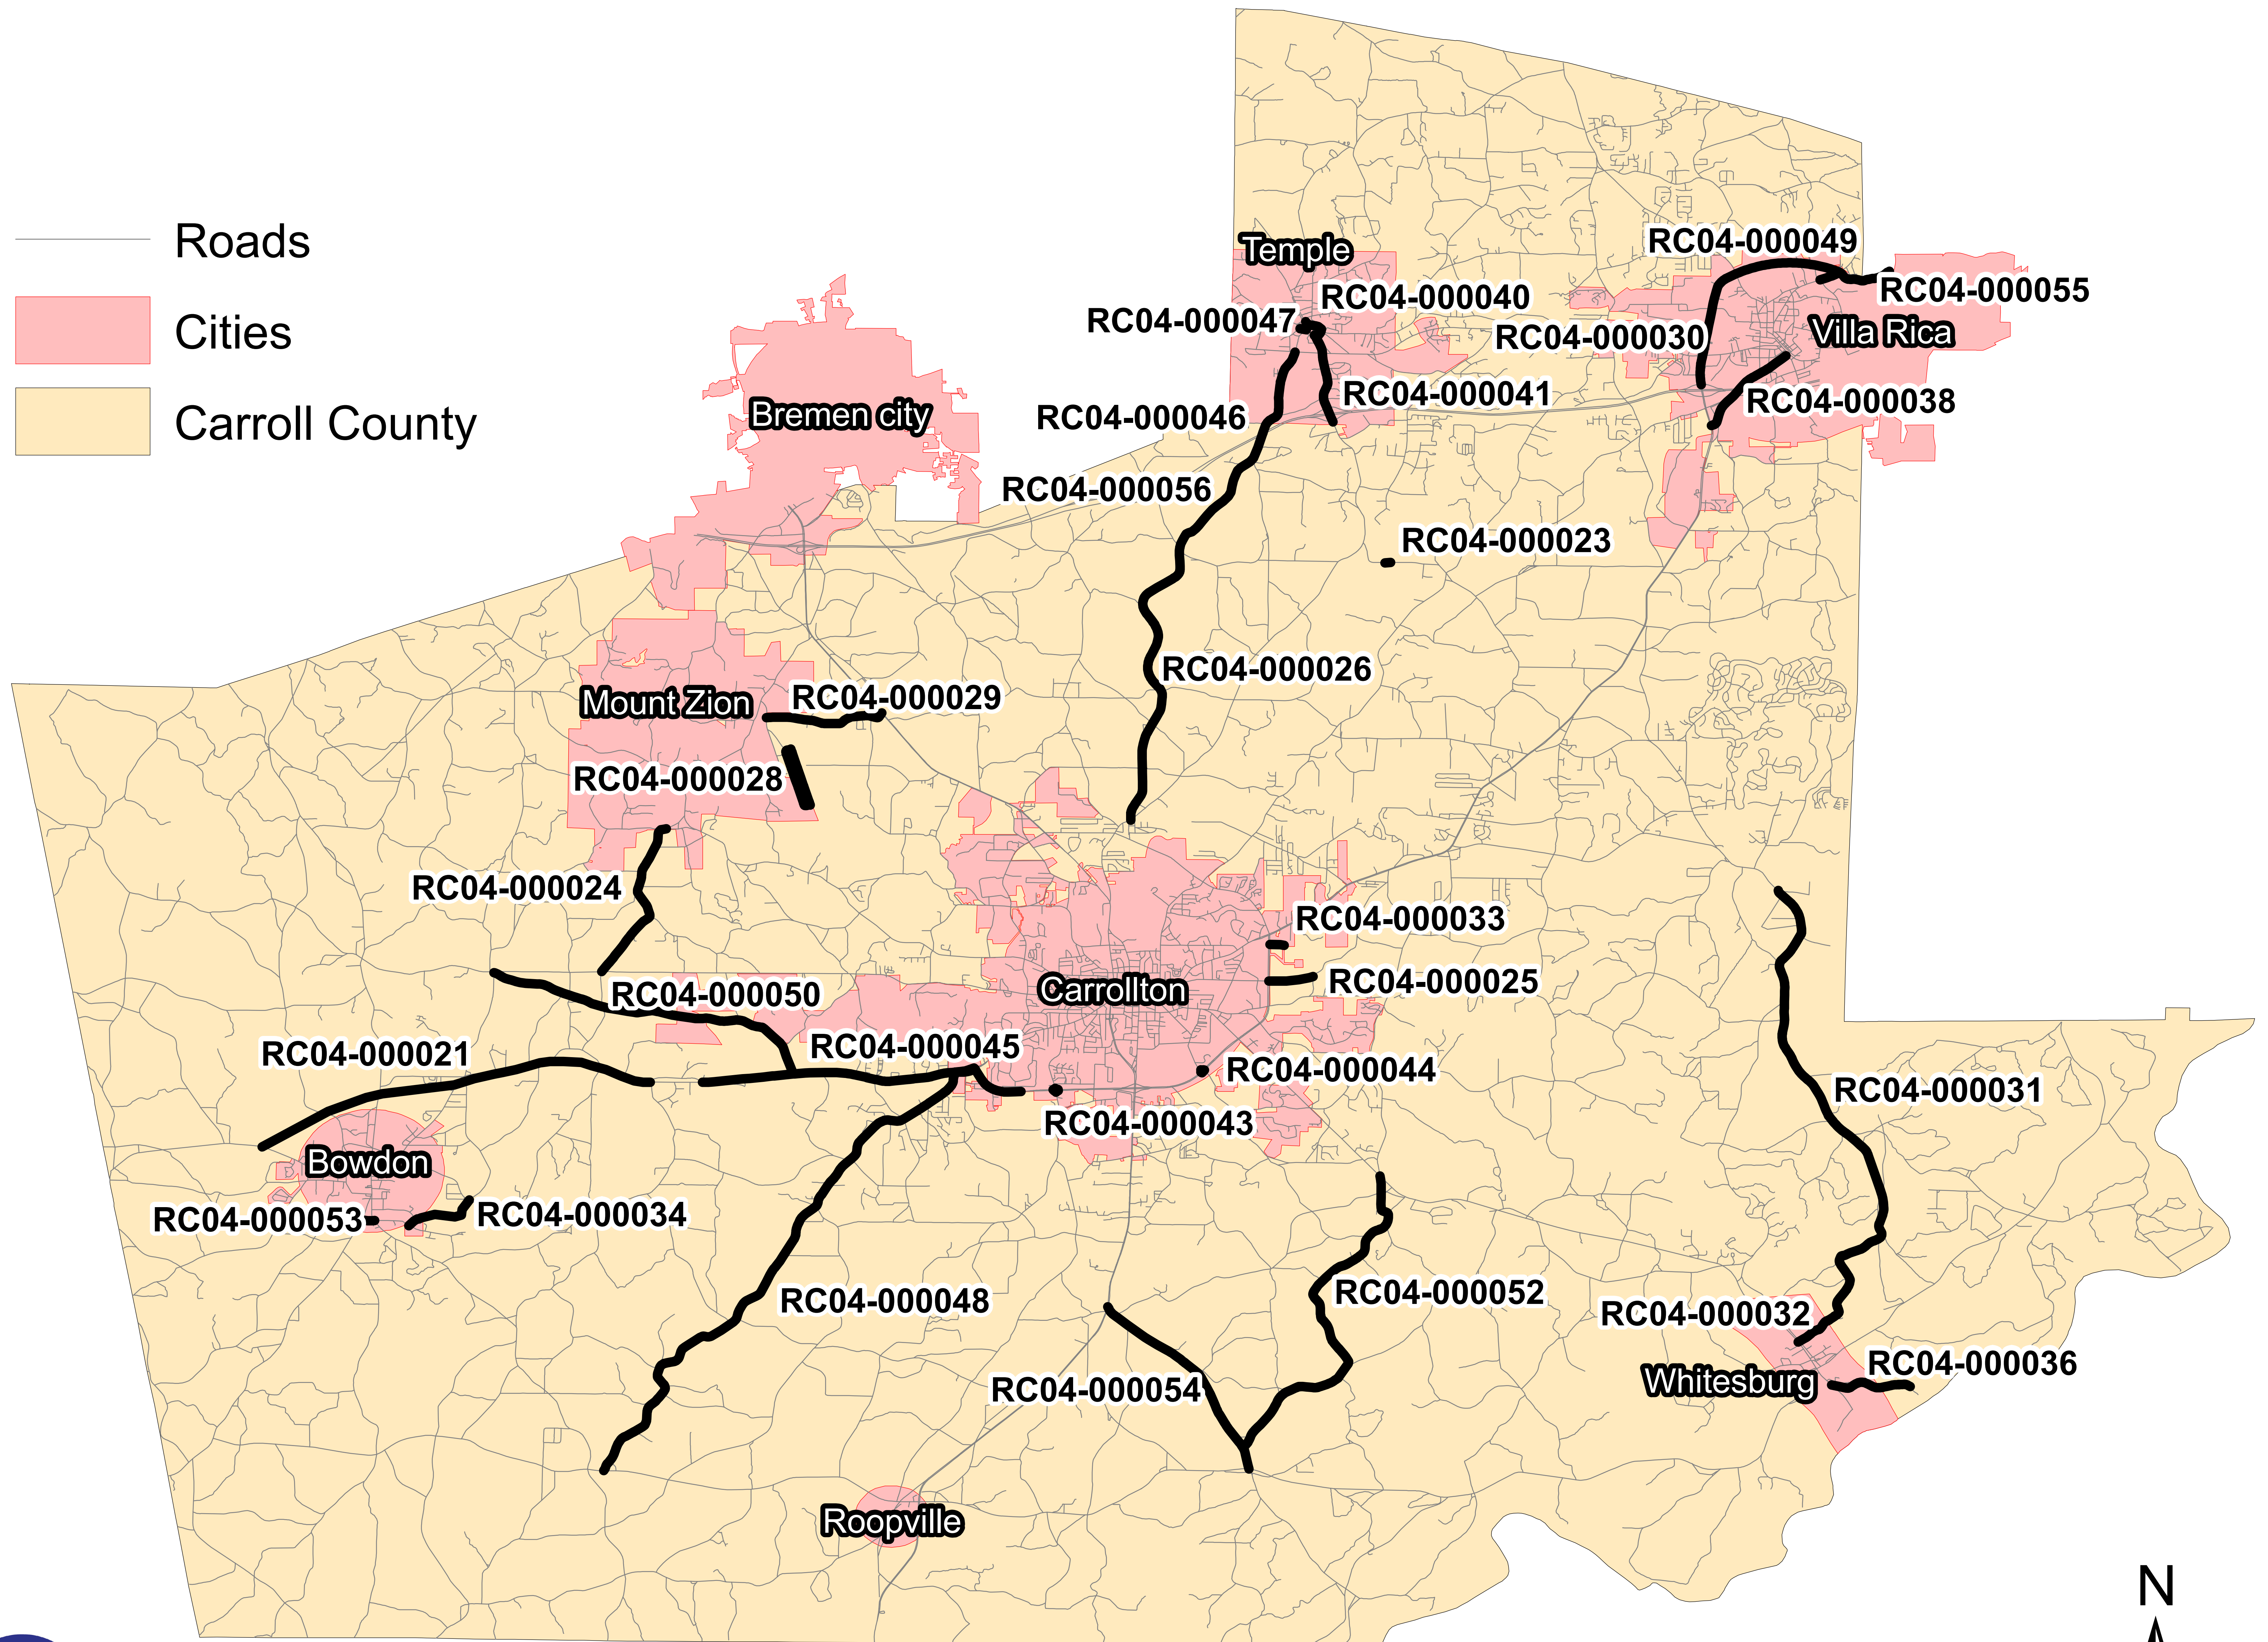 Roads
Cities
Carroll County
Temple
RC04-000049
RC04-000040
RC04-000055
RC04-000047
RC04-000030
Villa Rica
RC04-000041
RC04-000038
Bremen city
RC04-000046
RC04-000056
RC04-000023
RC04-000026
Mount Zion
RC04-000029
RC04-000028
RC04-000024
RC04-000033
RC04-000025
Carrollton
RC04-000050
RC04-000045
RC04-000021
RC04-000044
RC04-000031
RC04-000043
Bowdon
RC04-000053
RC04-000034
RC04-000052
RC04-000048
RC04-000032
RC04-000036
Whitesburg
RC04-000054
Roopville
N